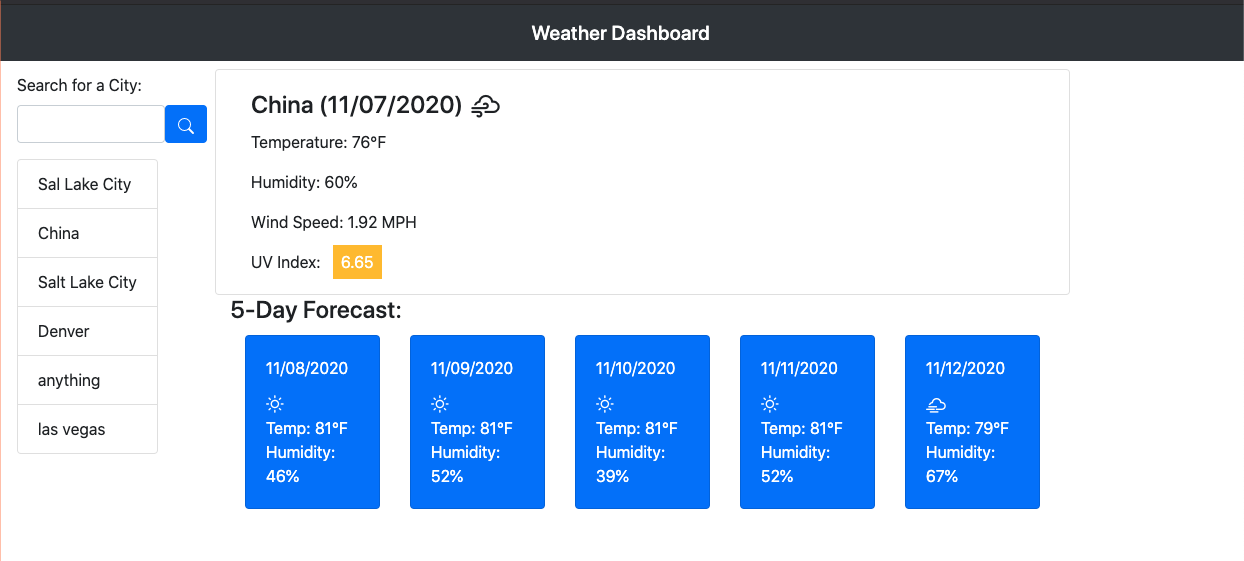 Weather Dashboard
Search for a City:
Sal Lake City
China
Salt Lake City
Denver
anything
las vegas
China (11/07/2020)
Temperature: 76°F
Humidity: 60%
Wind Speed: 1.92 MPH
UV Index: 6.65
5-Day Forecast:
11/08/2020
Temp: 81°F
Humidity:
46%
11/09/2020
Temp: 81°F
Humidity:
52%
11/10/2020
Temp: 81°F
Humidity:
39%
11/11/2020
Temp: 81°F
Humidity:
52%
11/12/2020
Temp: 79°F
Humidity:
67%